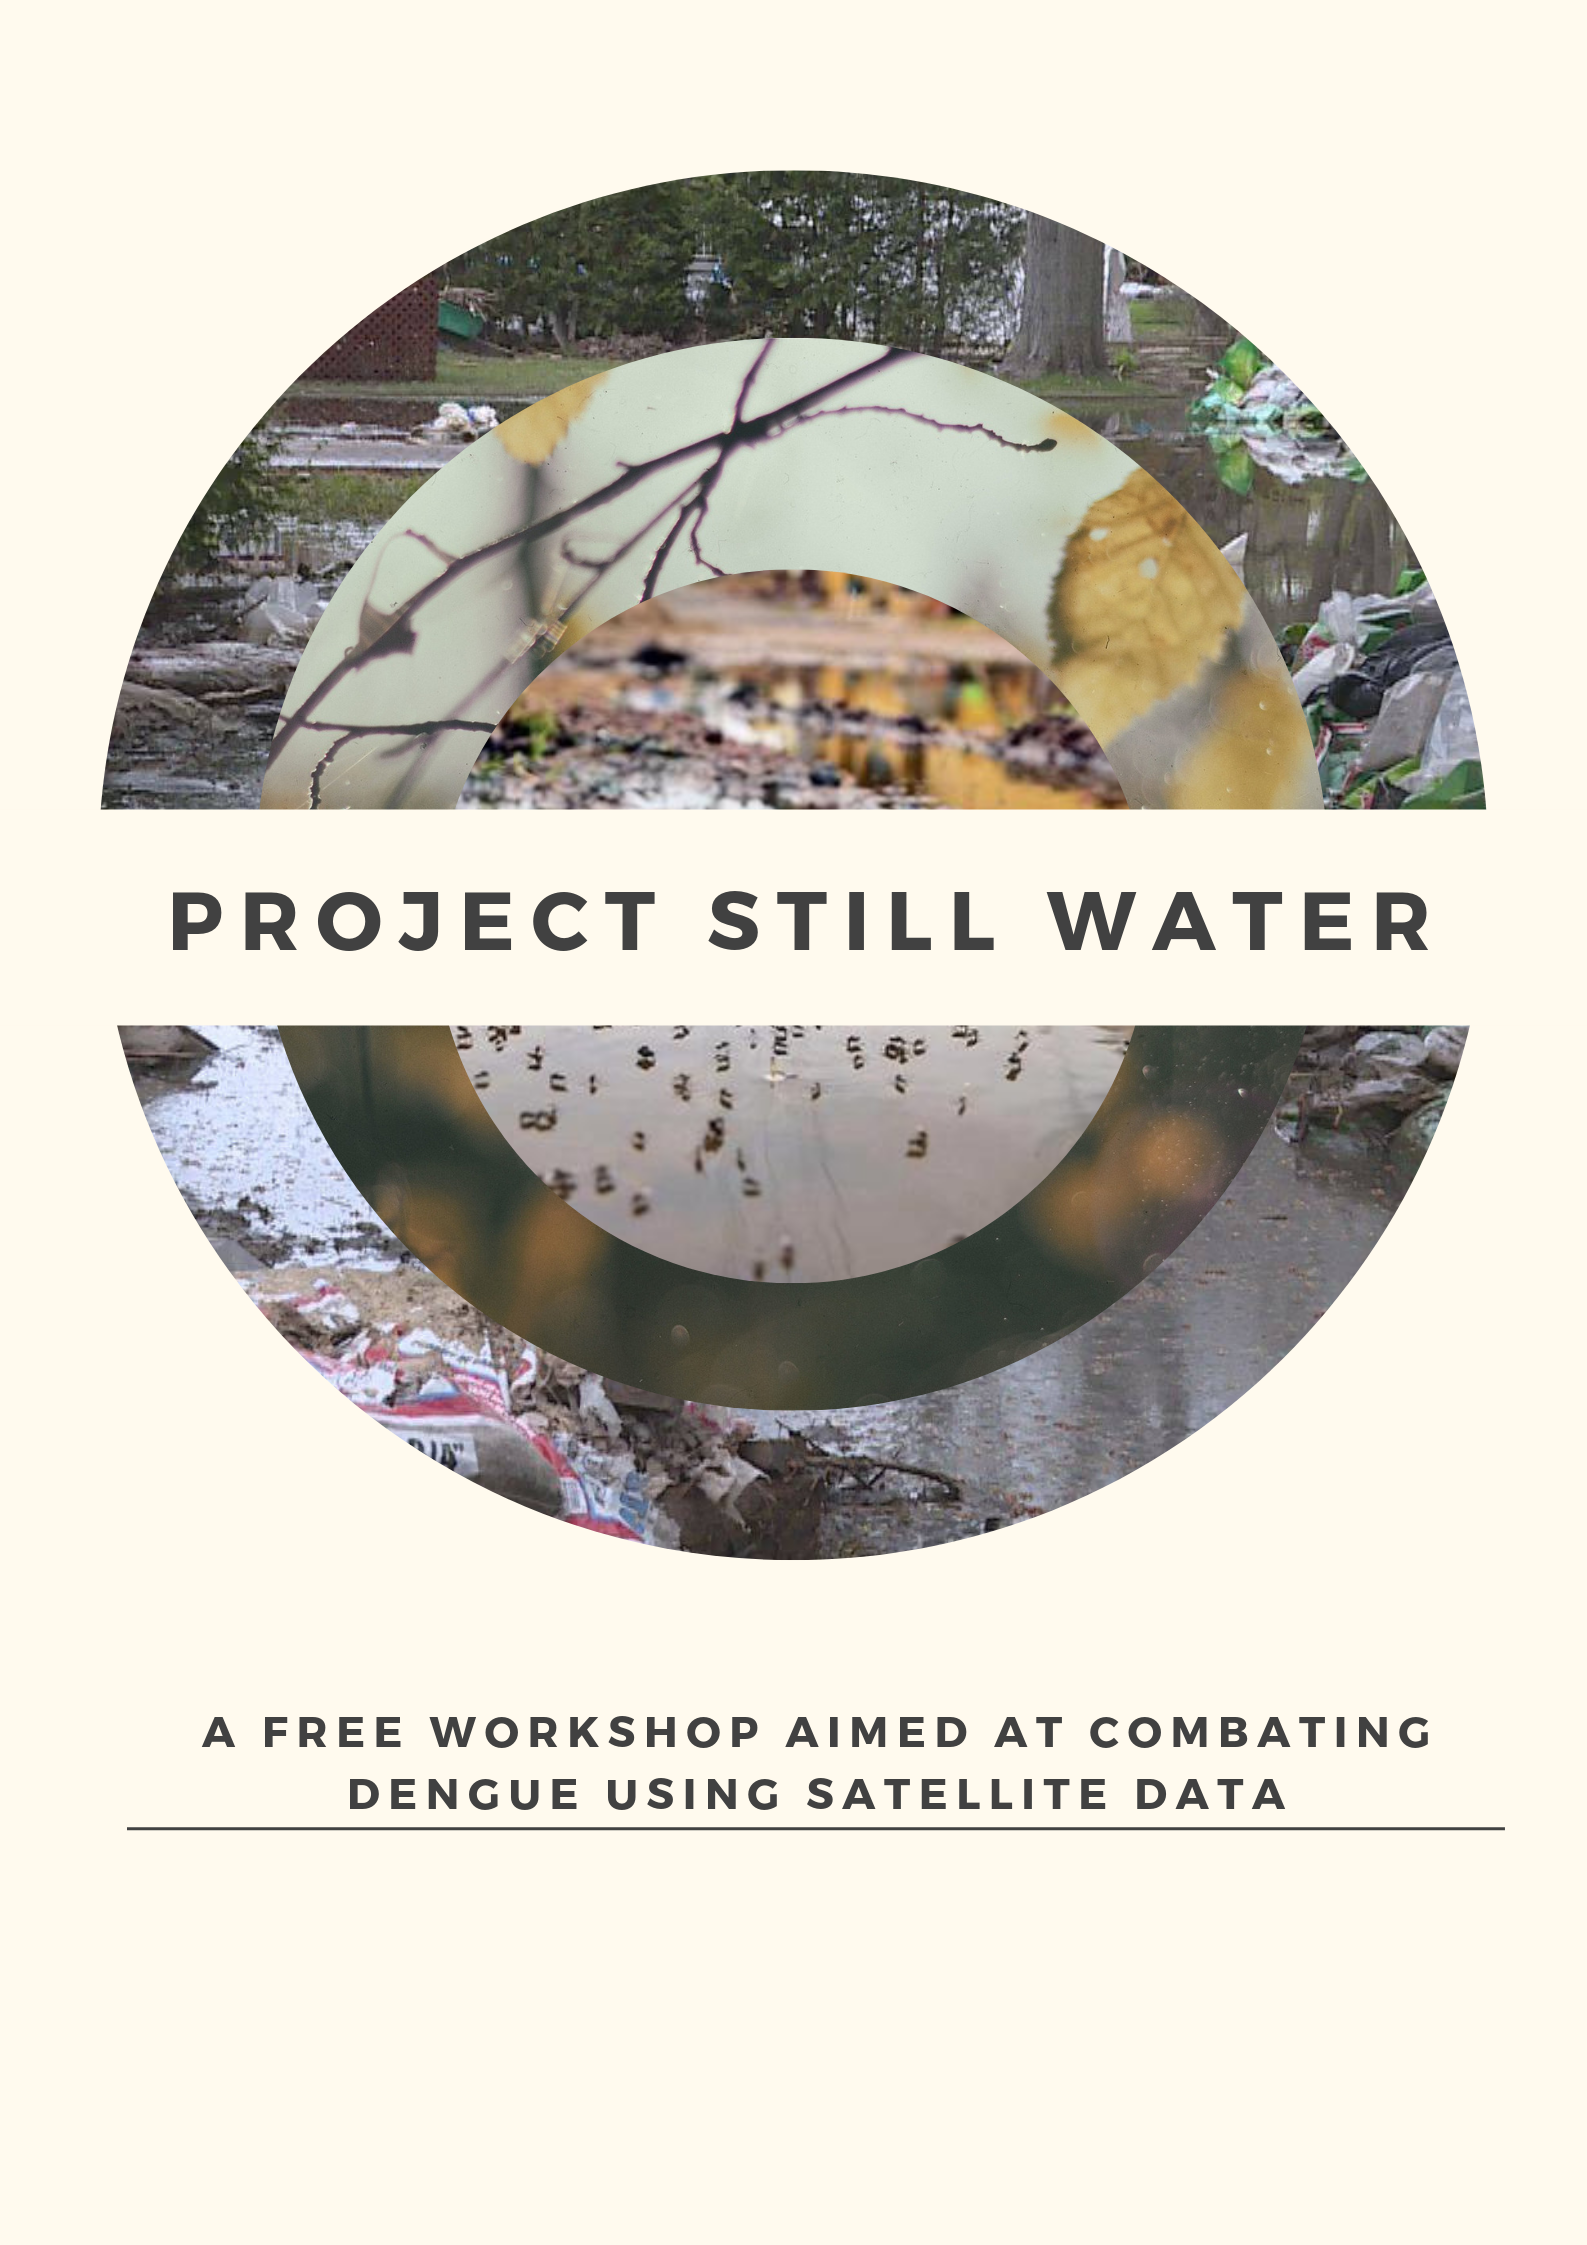 PROJECT STILL WATER
A FREE WORKSHOP AIMED AT COMBATING
DENGUE USING SATELLITE DATA